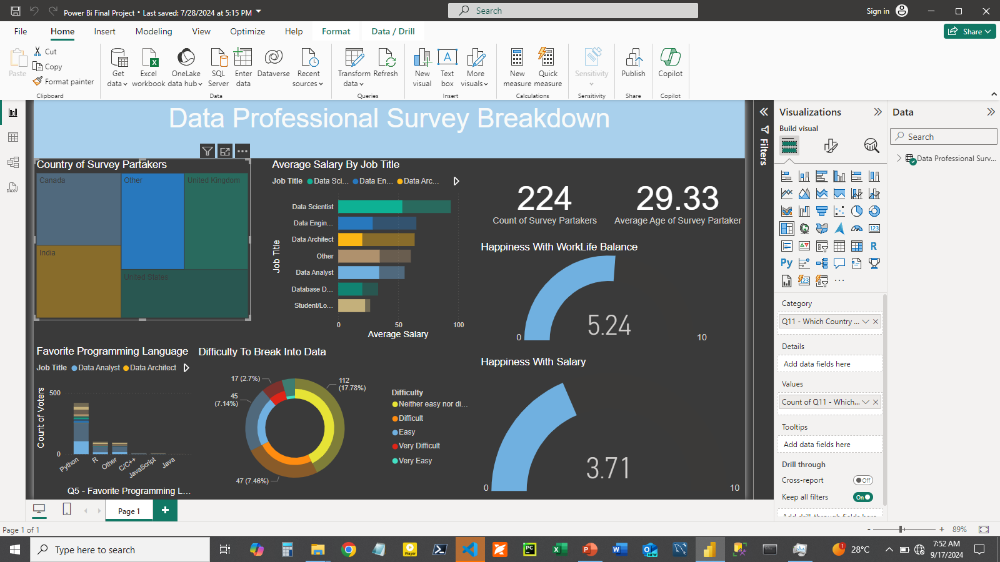 Power Bi Final Project • Last saved: 7/28/2024 at 5:15 PM
Search
Sign in
File
Home
Insert
Modeling
View
Optimize
Help
Format
Data / Drill
Share
Paste
Cut
Copy
Format painter
Get data
Excel workbook
OneLake data hub
SQL Server
Enter data
Dataverse
Recent sources
Transform data
Refresh
New visual
Text box
More visuals
New measure
Quick measure
Sensitivity
Publish
Copilot
Clipboard
Data
Queries
Insert
Calculations
Sensitivity
Share
Copilot
Data Professional Survey Breakdown
Country of Survey Partakers
Canada
Other
United Kingdom
India
United States
Average Salary By Job Title
Job Title
Data Sci...
Data En...
Data Arc...
Job Title
Data Scientist
Data Engin...
Data Architect
Other
Data Analyst
Database D...
Student/Lo...
0
50
100
Average Salary
224
Count of Survey Partakers
29.33
Average Age of Survey Partaker
Happiness With WorkLife Balance
5.24
0
10
Favorite Programming Language
Job Title
Data Analyst
Data Architect
Count of Voters
500
0
Python
R
Other
C/C++
JavaScript
Java
Q5 - Favorite Programming L...
Difficulty To Break Into Data
17 (2.7%)
112 (17.78%)
45 (7.14%)
47 (7.46%)
Difficulty
Neither easy nor di...
Difficult
Easy
Very Difficult
Very Easy
Happiness With Salary
3.71
0
10
Filters
Visualizations
Build visual
123
R
Py
123
Category
Q11 - Which Country ...
Details
Add data fields here
Values
Count of Q11 - Which...
Tooltips
Add data fields here
Drill through
Cross-report
Off
Keep all filters
On
Add drill-through fields here
Data
Search
Data Professional Surv...
DAX
Page 1
Page 1 of 1
- + 89%
Type here to search
Player
PC
NEW
1
28°C
7:52 AM
9/17/2024